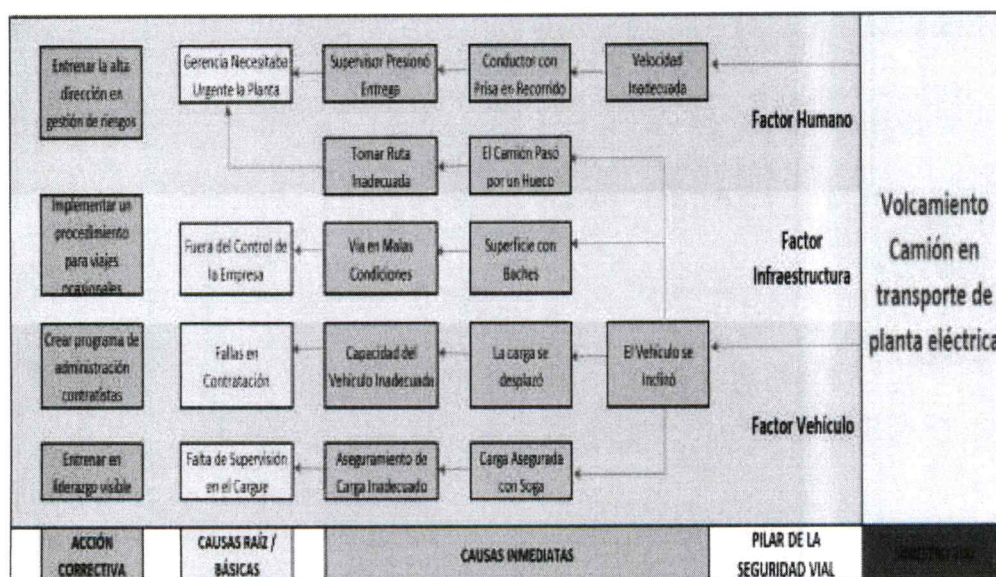 Entrenar la alta
dirección en
gestión de riesgos
Gerencia Necesitaba
Urgente la Planta
Supervisor Presionó
Entrega
Conductor con
Prisa en Recorrido
Velocidad
Inadecuada
Factor Humano
Tomar Ruta
Inadecuada
El Camión Pasó
por un Hueco
Implementar un
procedimiento
para viajes
ocasionales
Fuera del Control de
la Empresa
Vía en Malas
Condiciones
Superficie con
Baches
Factor
Infraestructura
Volcamiento
Camión en
transporte de
planta eléctrica
Crear programa de
administración
contratistas
Fallas en
Contratación
Capacidad del
Vehículo Inadecuada
La carga se
desplazó
El Vehículo se
Inclinó
Factor Vehículo
Entrenar en
liderazgo visible
Falta de Supervisión
en el Cargue
Aseguramiento de
Carga Inadecuado
Carga Asegurada
con Soga
ACCIÓN
CORRECTIVA
CAUSAS RAÍZ /
BÁSICAS
CAUSAS INMEDIATAS
PILAR DE LA
SEGURIDAD VIAL